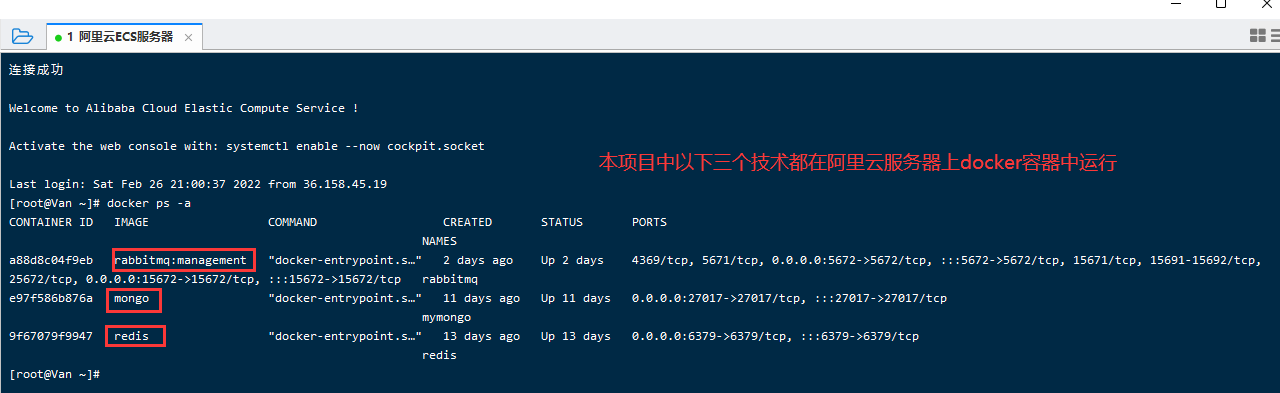 1 阿里云ECS服务器
连接成功
Welcome to Alibaba Cloud Elastic Compute Service !
Activate the web console with: systemctl enable --now cockpit.socket
本项目中以下三个技术都在阿里云服务器上docker容器中运行
Last login: Sat Feb 26 21:00:37 2022 from 36.158.45.19
[root@Van ~]# docker ps -a
CONTAINER ID   IMAGE                 COMMAND                  CREATED       STATUS       PORTS
NAMES
a88d8c04f9eb   rabbitmq:management   "docker-entrypoint.s…"   2 days ago    Up 2 days    4369/tcp, 5671/tcp, 0.0.0.0:5672->5672/tcp, :::5672->5672/tcp, 15671/tcp, 15691-15692/tcp,
25672/tcp, 0.0.0.0:15672->15672/tcp, :::15672->15672/tcp   rabbitmq
e97f586b876a   mongo                 "docker-entrypoint.s…"   11 days ago   Up 11 days   0.0.0.0:27017->27017/tcp, :::27017->27017/tcp
mymongo
9f67079f9947   redis                 "docker-entrypoint.s…"   13 days ago   Up 13 days   0.0.0.0:6379->6379/tcp, :::6379->6379/tcp
redis
[root@Van ~]#